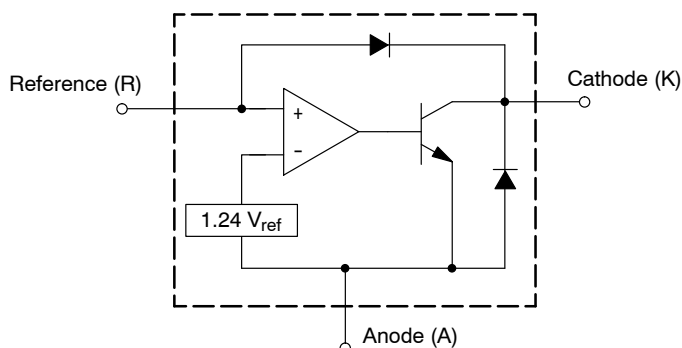 Reference (R)
Cathode (K)
+
−
1.24 Vref
Anode (A)